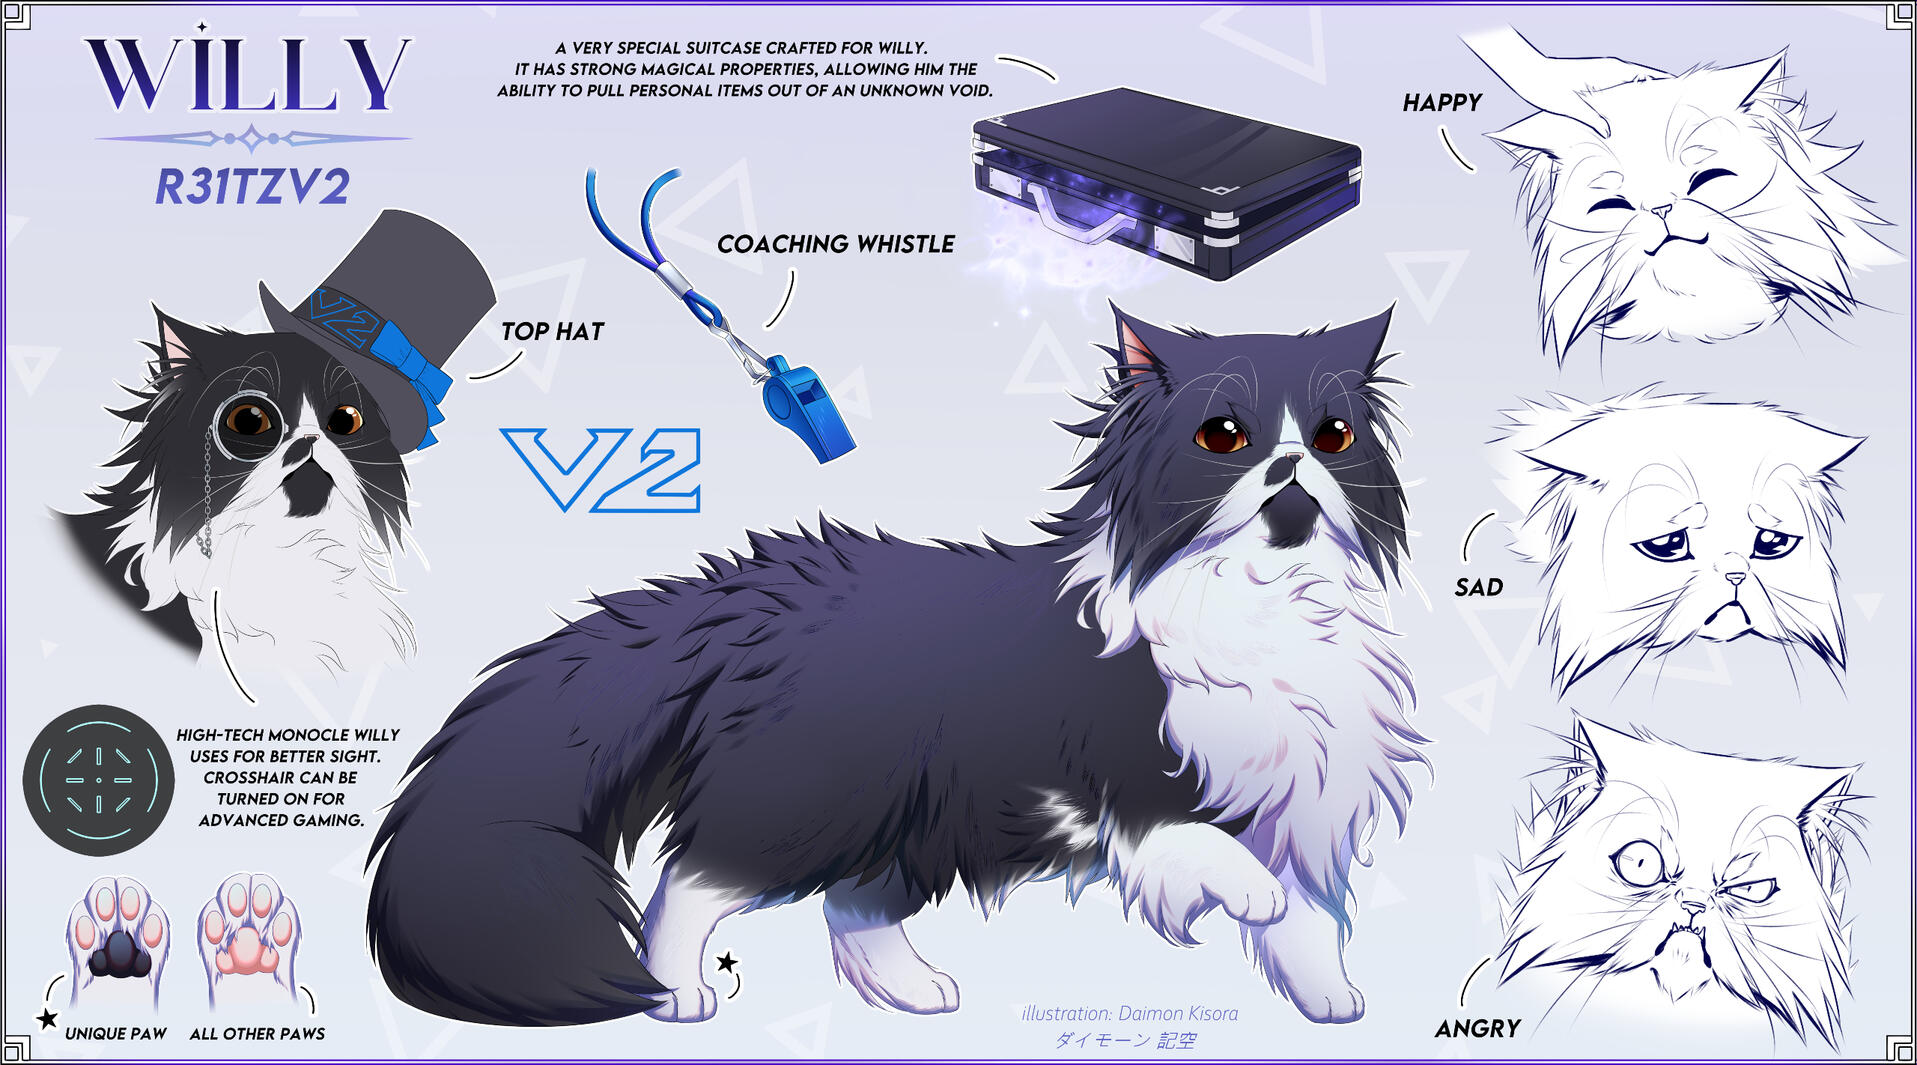 WiLLY
R31TZV2
A VERY SPECIAL SUITCASE CRAFTED FOR WILLY.
IT HAS STRONG MAGICAL PROPERTIES, ALLOWING HIM THE
ABILITY TO PULL PERSONAL ITEMS OUT OF AN UNKNOWN VOID.
COACHING WHISTLE
TOP HAT
V2
V2
HIGH-TECH MONOCLE WILLY
USES FOR BETTER SIGHT.
CROSSHAIR CAN BE
TURNED ON FOR
ADVANCED GAMING.
UNIQUE PAW
ALL OTHER PAWS
HAPPY
SAD
ANGRY
illustration: Daimon Kisora
ダイモーン 記空